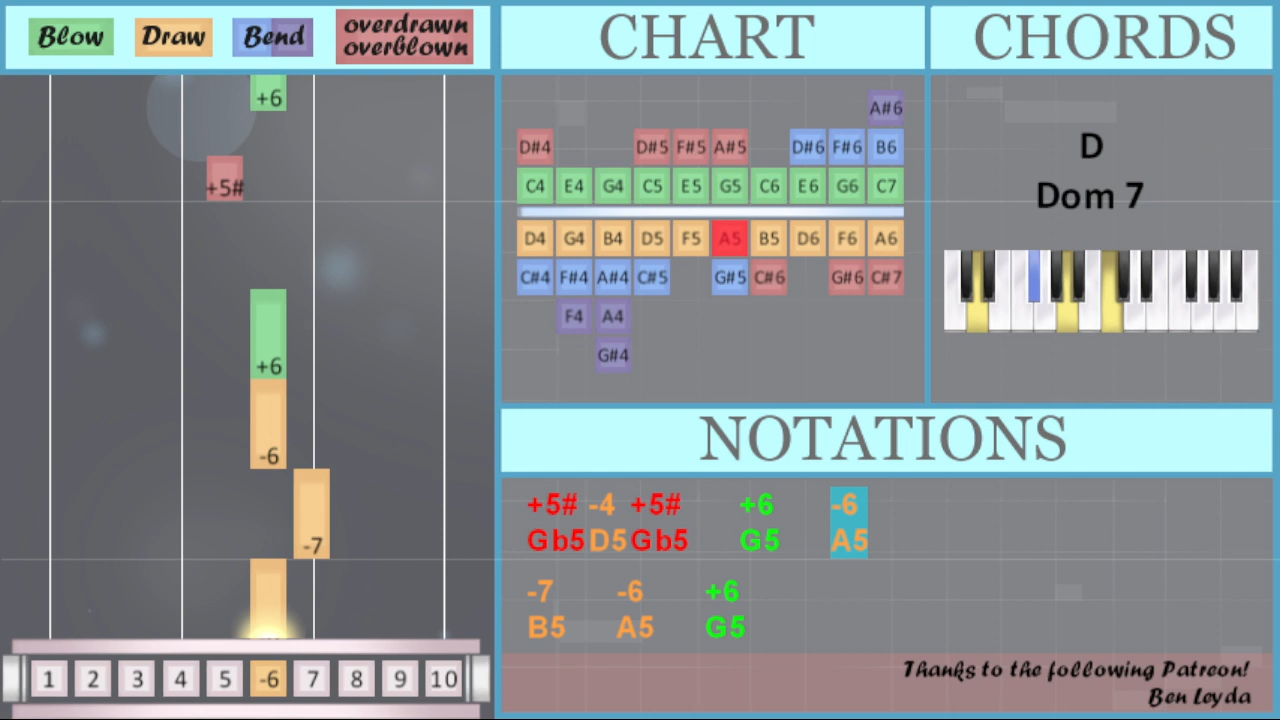 Blow Draw Bend overdrawn
overblown
CHART
CHORDS
+6
+5#
+6
-6
-7
1 2 3 4 5 -6 7 8 9 10
A#6
D#4 D#5 F#5 A#5 D#6 F#6 B6
C4 E4 G4 C5 E5 G5 C6 E6 G6 C7
D4 G4 B4 D5 F5 A5 B5 D6 F6 A6
C#4 F#4 A#4 C#5 G#5 C#6 G#6 C#7
F4 A4
G#4
D
Dom 7
NOTATIONS
+5# -4 +5# +6 -6
Gb5 D5 Gb5 G5 A5
-7 -6 +6
B5 A5 G5
Thanks to the following Patreon!
Ben Leyda